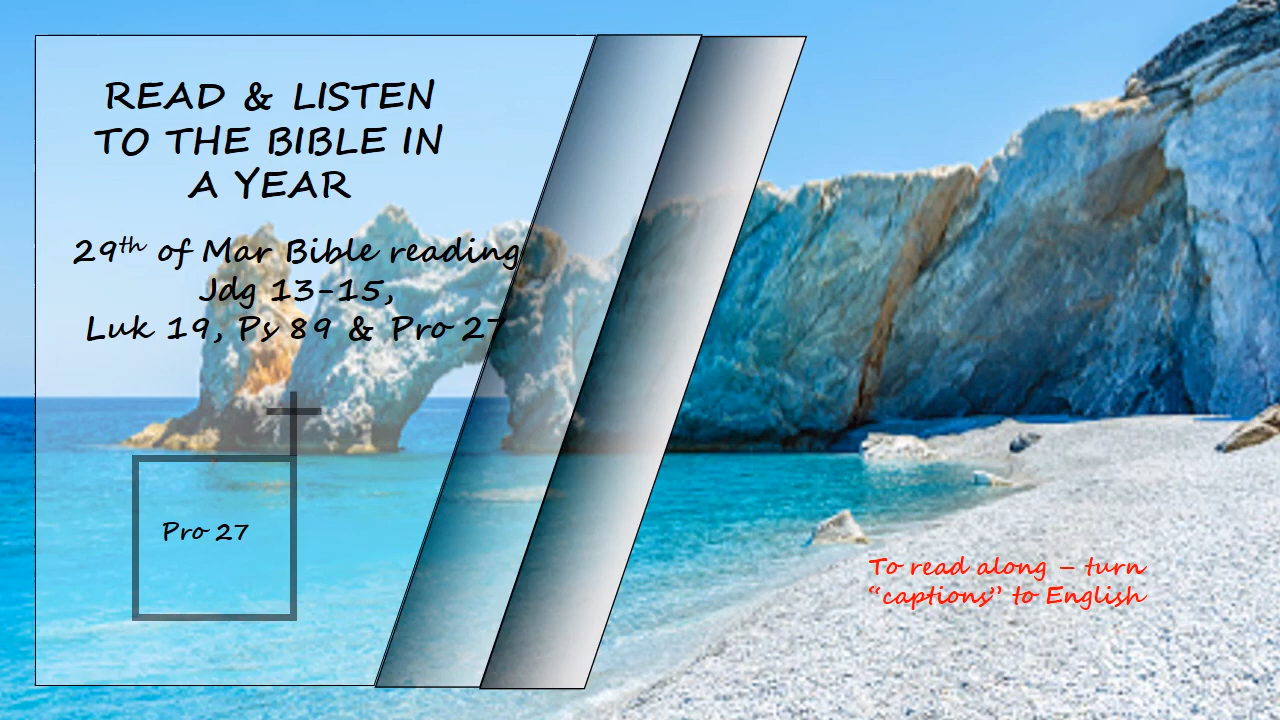 READ & LISTEN
TO THE BIBLE IN
A YEAR
29th of Mar Bible reading
Jdg 13-15,
Luk 19, Ps 89 & Pro 27
Pro 27
To read along – turn
“captions” to English